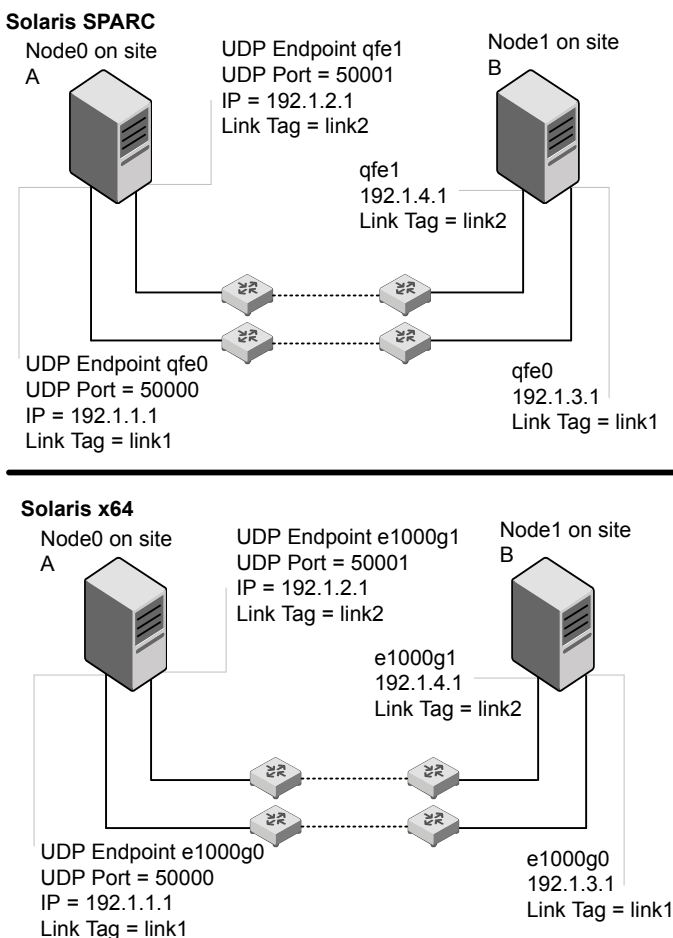 Solaris SPARC
Node0 on site
A
UDP Endpoint qfe1
UDP Port = 50001
IP = 192.1.2.1
Link Tag = link2
Node1 on site
B
qfe1
192.1.4.1
Link Tag = link2
UDP Endpoint qfe0
UDP Port = 50000
IP = 192.1.1.1
Link Tag = link1
qfe0
192.1.3.1
Link Tag = link1
Solaris x64
Node0 on site
A
UDP Endpoint e1000g1
UDP Port = 50001
IP = 192.1.2.1
Link Tag = link2
Node1 on site
B
e1000g1
192.1.4.1
Link Tag = link2
UDP Endpoint e1000g0
UDP Port = 50000
IP = 192.1.1.1
Link Tag = link1
e1000g0
192.1.3.1
Link Tag = link1